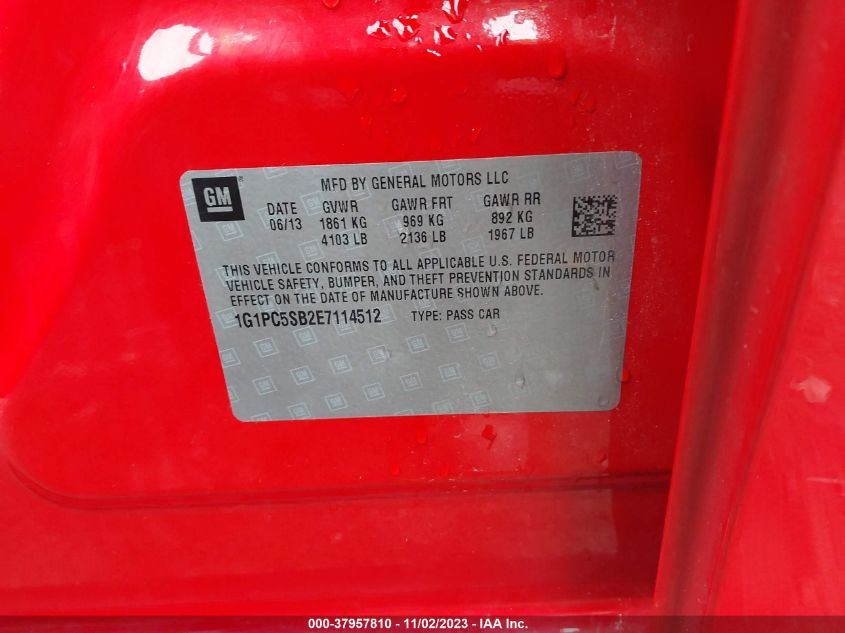 GM
®
MFD BY GENERAL MOTORS LLC
DATE GVWR GAWR FRT GAWR RR
06/13 1861 KG 969 KG 892 KG
4103 LB 2136 LB 1967 LB
THIS VEHICLE CONFORMS TO ALL APPLICABLE U.S. FEDERAL MOTOR
VEHICLE SAFETY, BUMPER, AND THEFT PREVENTION STANDARDS IN
EFFECT ON THE DATE OF MANUFACTURE SHOWN ABOVE.
1G1PC5SB2E7114512 TYPE: PASS CAR
000-37957810 - 11/02/2023 - IAA Inc.